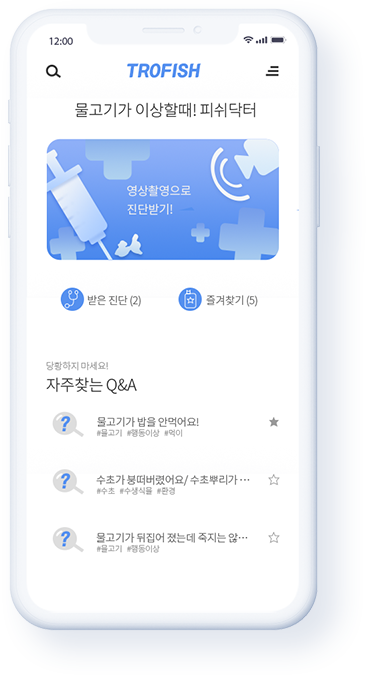 12:00
TROFISH
물고기가 이상할때! 피쉬닥터
영상촬영으로
진단받기!
받은 진단 (2)
즐겨찾기 (5)
당황하지 마세요!
자주찾는 Q&A
?
물고기가 밥을 안먹어요!
#물고기 #행동이상 #먹이
?
수초가 붕떠버렸어요/ 수초뿌리가 ...
#수초 #수생식물 #환경
?
물고기가 뒤집어 졌는데 죽지는 않...
#물고기 #행동이상